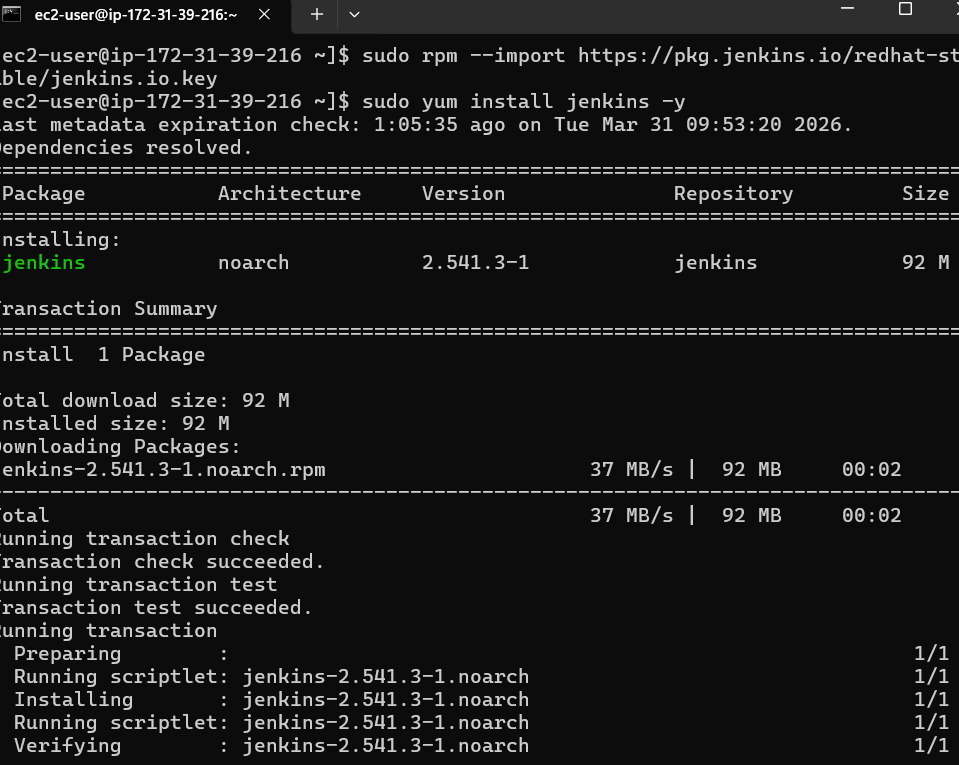 ec2-user@ip-172-31-39-216:~
ec2-user@ip-172-31-39-216 ~]$ sudo rpm --import https://pkg.jenkins.io/redhat-st
ble/jenkins.io.key
ec2-user@ip-172-31-39-216 ~]$ sudo yum install jenkins -y
ast metadata expiration check: 1:05:35 ago on Tue Mar 31 09:53:20 2026.
ependencies resolved.
================================================================================
Package Architecture Version Repository Size
================================================================================
nstalling:
jenkins noarch 2.541.3-1 jenkins 92 M
ransaction Summary
================================================================================
nstall 1 Package
otal download size: 92 M
nstalled size: 92 M
ownloading Packages:
enkins-2.541.3-1.noarch.rpm 37 MB/s | 92 MB 00:02
--------------------------------------------------------------------------------
otal 37 MB/s | 92 MB 00:02
unning transaction check
ransaction check succeeded.
unning transaction test
ransaction test succeeded.
unning transaction
Preparing : 1/1
Running scriptlet: jenkins-2.541.3-1.noarch 1/1
Installing : jenkins-2.541.3-1.noarch 1/1
Running scriptlet: jenkins-2.541.3-1.noarch 1/1
Verifying : jenkins-2.541.3-1.noarch 1/1